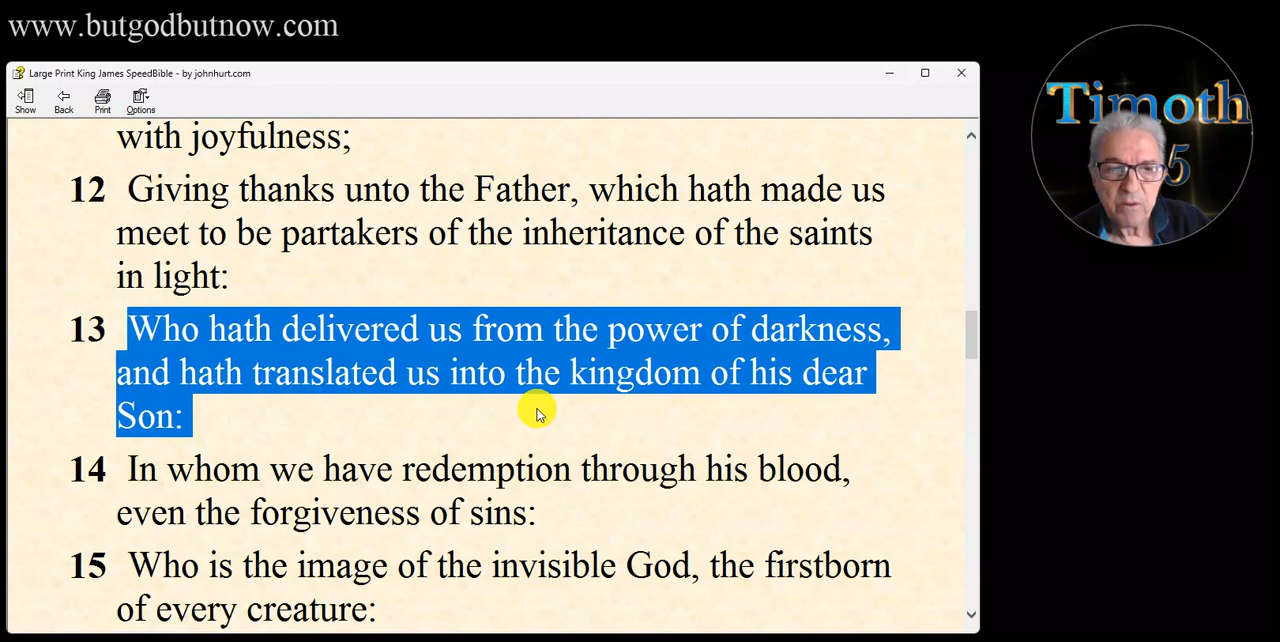 www.butgodbutnow.com
Large Print King James SpeedBible - by johnhurt.com
Show Back Print Options
with joyfulness;
12 Giving thanks unto the Father, which hath made us
meet to be partakers of the inheritance of the saints
in light:
13 Who hath delivered us from the power of darkness,
and hath translated us into the kingdom of his dear
Son:
14 In whom we have redemption through his blood,
even the forgiveness of sins:
15 Who is the image of the invisible God, the firstborn
of every creature:
Timoth
5